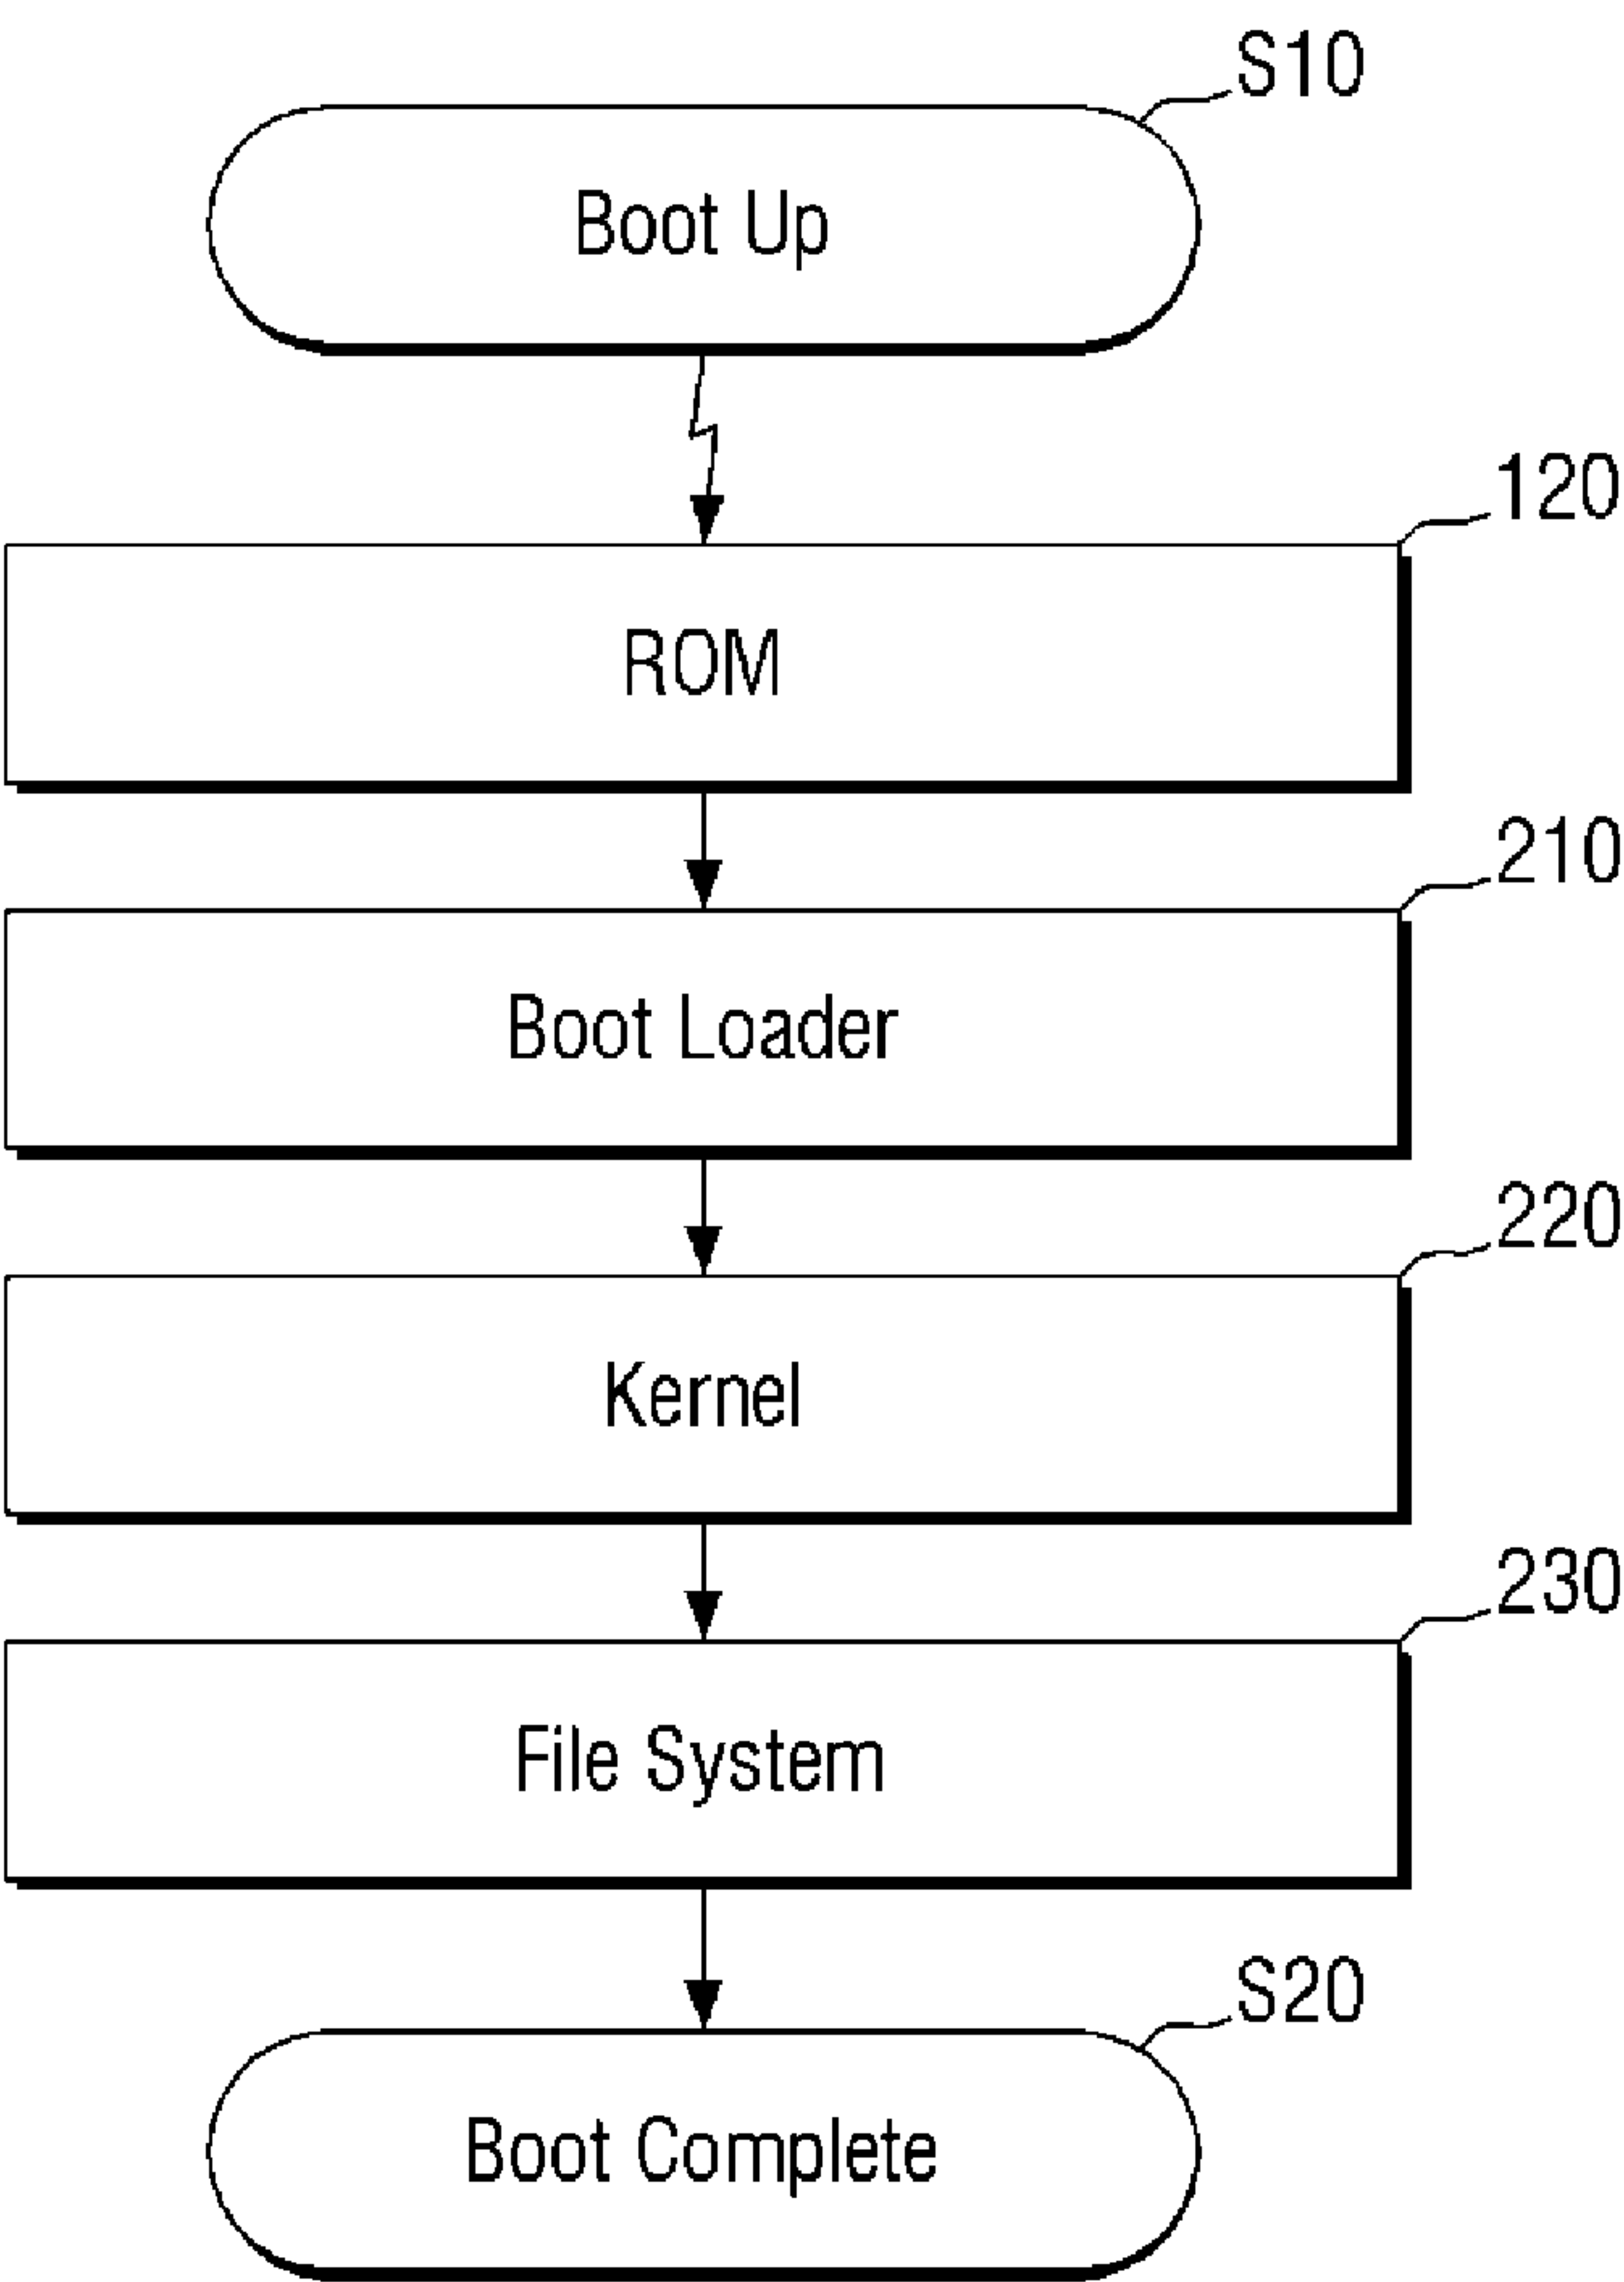 S10
Boot Up
120
ROM
210
Boot Loader
220
Kernel
230
File System
S20
Boot Complete